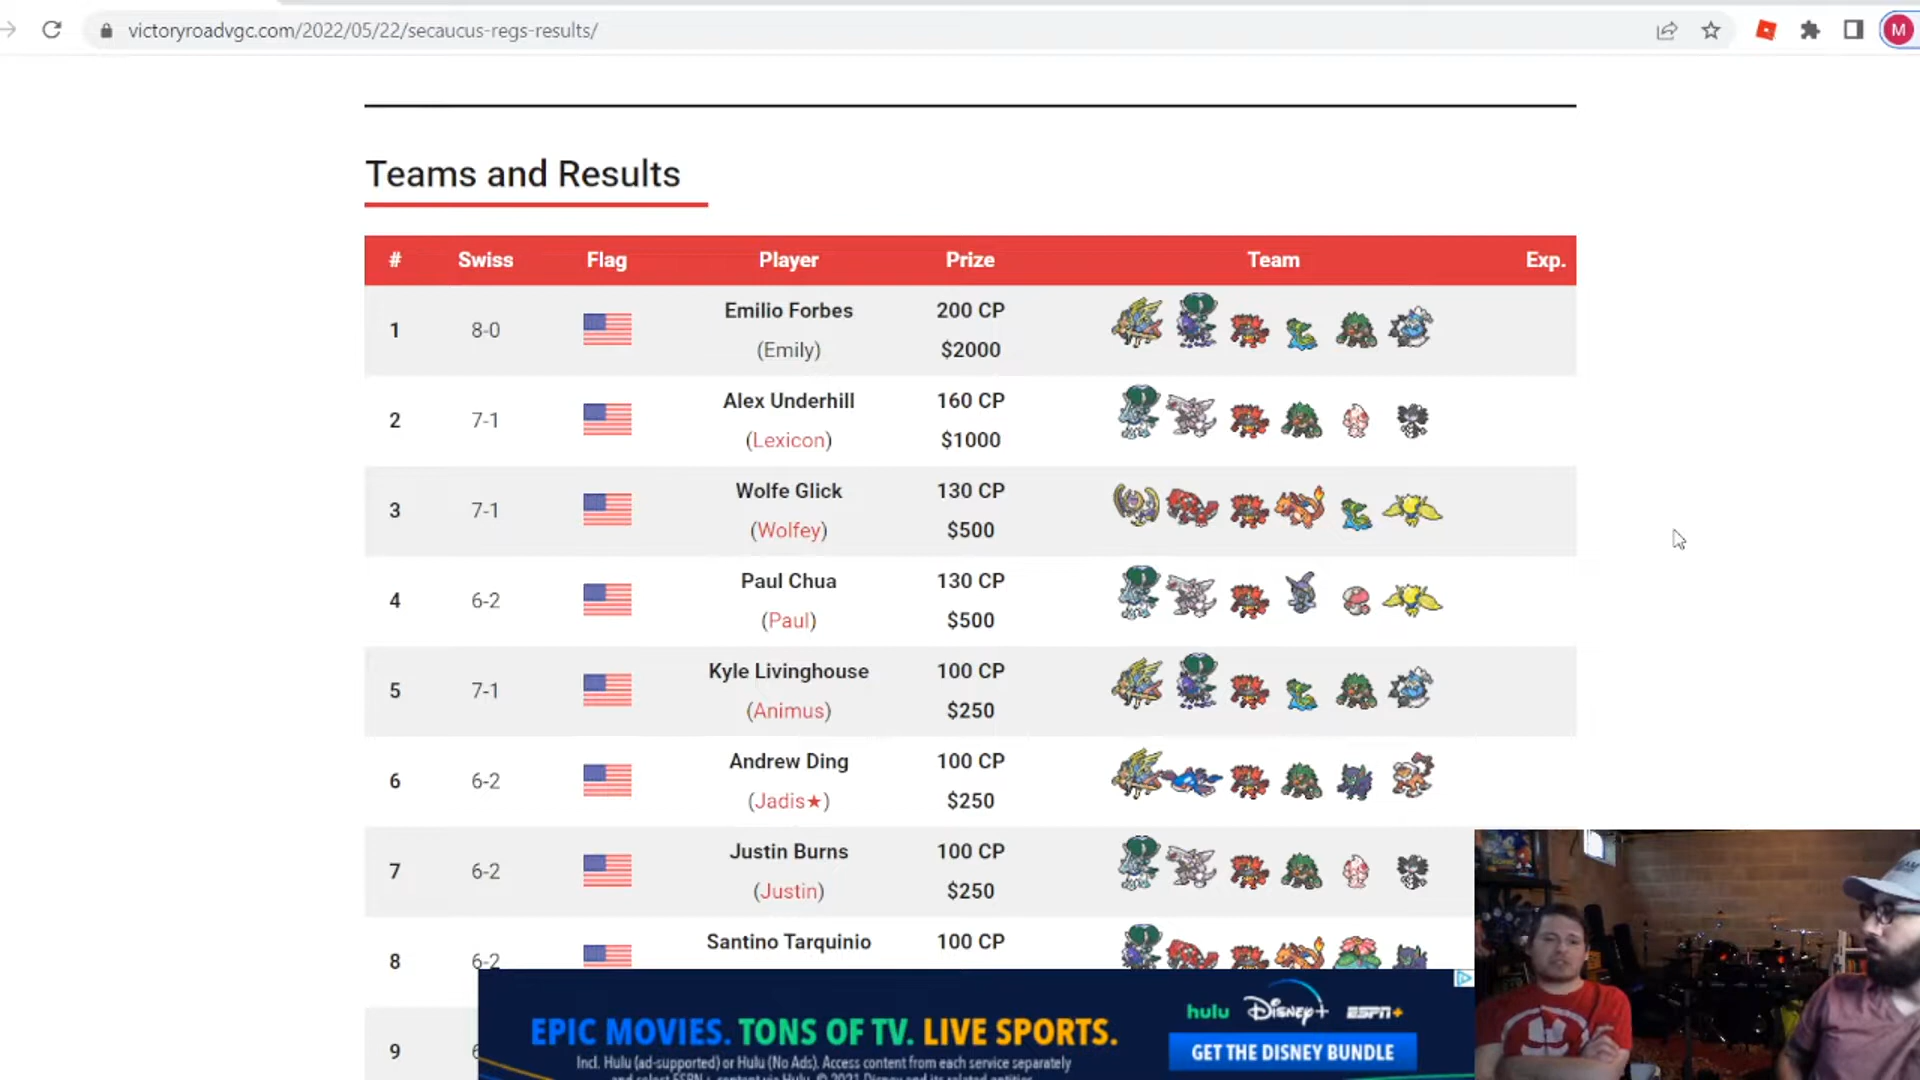 victoryroadvgc.com/2022/05/22/secaucus-regs-results/
M
Teams and Results
# Swiss Flag Player Prize Team Exp.
1 8-0 Emilio Forbes 200 CP
(Emily) $2000
2 7-1 Alex Underhill 160 CP
(Lexicon) $1000
3 7-1 Wolfe Glick 130 CP
(Wolfey) $500
4 6-2 Paul Chua 130 CP
(Paul) $500
5 7-1 Kyle Livinghouse 100 CP
(Animus) $250
6 6-2 Andrew Ding 100 CP
(Jadis★) $250
7 6-2 Justin Burns 100 CP
(Justin) $250
8 6-2 Santino Tarquinio 100 CP
9
EPIC MOVIES. TONS OF TV. LIVE SPORTS.
Incl. Hulu (ad-supported) or Hulu (No Ads). Access content from each service separately
hulu Disney+ ESPN+
GET THE DISNEY BUNDLE